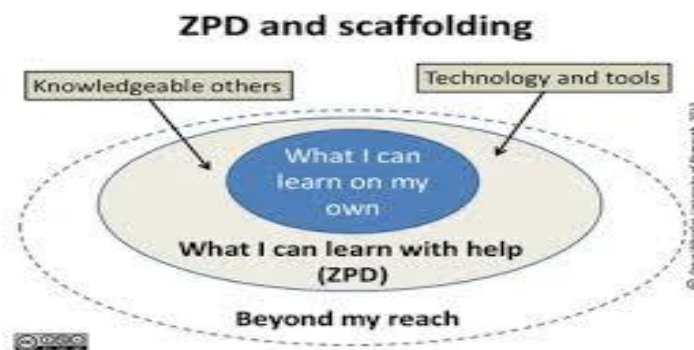 ZPD and scaffolding
Knowledgeable others
Technology and tools
What I can
learn on my
own
What I can learn with help
(ZPD)
Beyond my reach